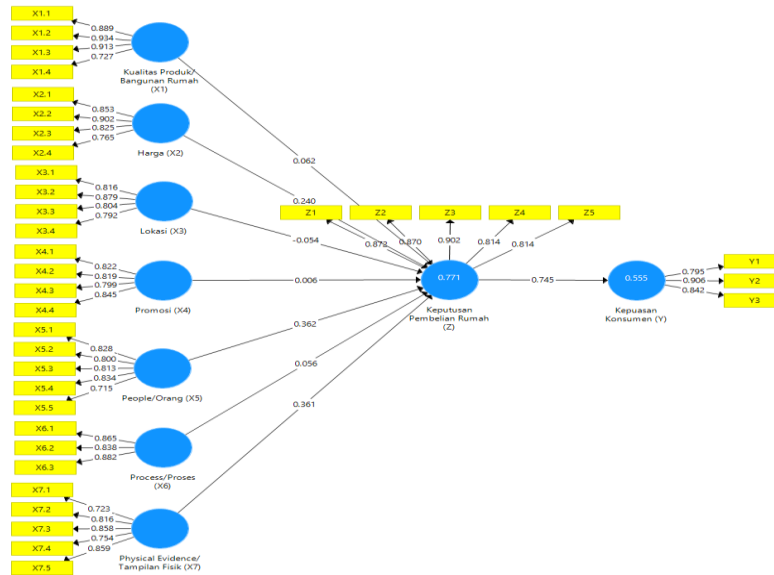 X1.1
X1.2
X1.3
X1.4
0.889
0.934
0.913
0.727
Kualitas Produk/
Bangunan Rumah
(X1)
X2.1
X2.2
X2.3
X2.4
0.853
0.902
0.825
0.765
Harga (X2)
X3.1
X3.2
X3.3
X3.4
0.816
0.879
0.804
0.792
Lokasi (X3)
X4.1
X4.2
X4.3
X4.4
0.822
0.819
0.799
0.845
Promosi (X4)
X5.1
X5.2
X5.3
X5.4
X5.5
0.828
0.800
0.813
0.834
0.715
People/Orang (X5)
X6.1
X6.2
X6.3
0.865
0.838
0.882
Process/Proses
(X6)
X7.1
X7.2
X7.3
X7.4
X7.5
0.723
0.816
0.858
0.754
0.859
Physical Evidence/
Tampilan Fisik (X7)
0.062
0.240
-0.054
0.006
0.362
0.056
0.361
Z1
Z2
Z3
Z4
Z5
0.872
0.870
0.902
0.814
0.814
0.771
Keputusan
Pembelian Rumah
(Z)
0.745
0.555
Kepuasan
Konsumen (Y)
0.795
0.906
0.842
Y1
Y2
Y3